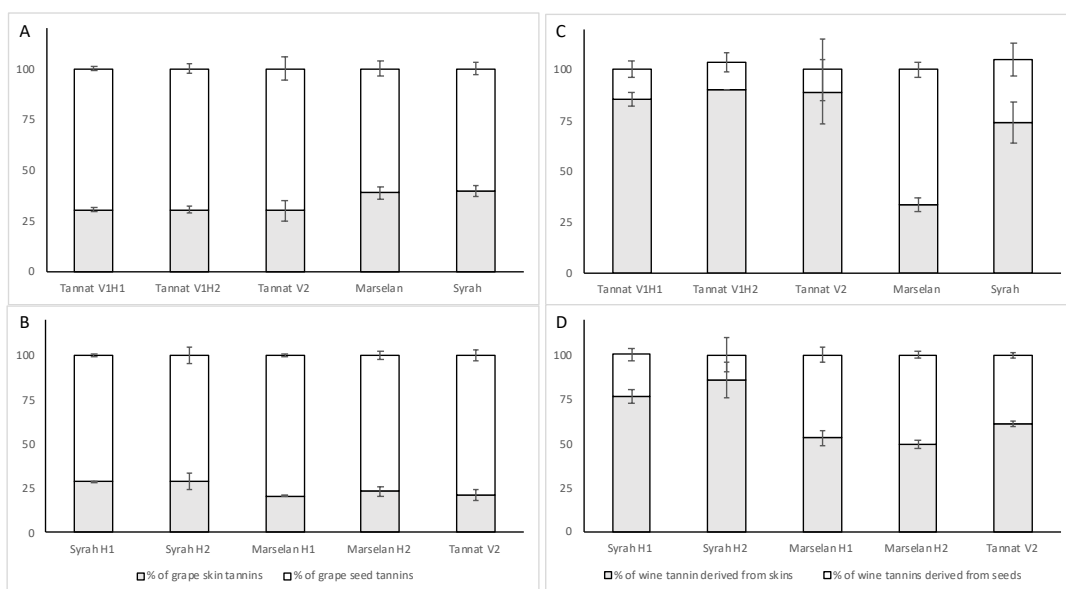 A
100
75
50
25
0
Tannat V1H1 Tannat V1H2 Tannat V2 Marselan Syrah
B
100
75
50
25
0
Syrah H1 Syrah H2 Marselan H1 Marselan H2 Tannat V2
% of grape skin tannins % of grape seed tannins
C
100
75
50
25
0
Tannat V1H1 Tannat V1H2 Tannat V2 Marselan Syrah
D
100
75
50
25
0
Syrah H1 Syrah H2 Marselan H1 Marselan H2 Tannat V2
% of wine tannin derived from skins % of wine tannins derived from seeds